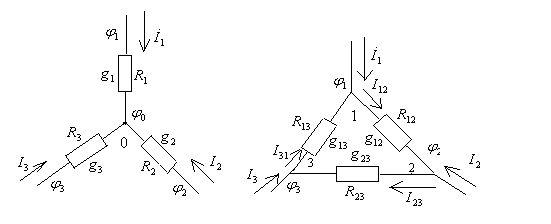 φ₁ i₁
g₁ R₁
φ₀
0
R₃ g₂
I₃ g₃ R₂ I₂
φ₃ φ₂
i₁
φ₁ I₁₂
1 R₁₂
R₁₃ g₁₃ g₁₂
I₃₁ 3 g₂₃ 2 φ₂
I₃ φ₃ R₂₃ I₂₃ I₂